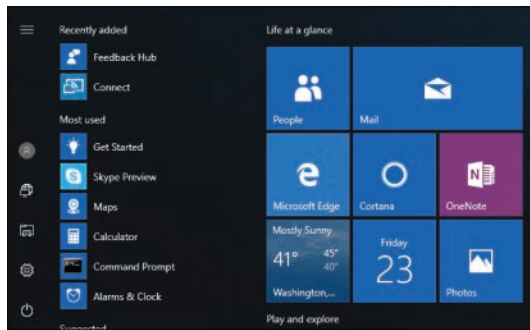 Recently added
Feedback Hub
Connect
Most used
Get Started
Skype Preview
Maps
Calculator
Command Prompt
Alarms & Clock
Suggested
Life at a glance
People
Mail
Microsoft Edge
Cortana
N
OneNote
Mostly Sunny
41° 45°
40°
Washington,...
Friday
23
Photos
Play and explore